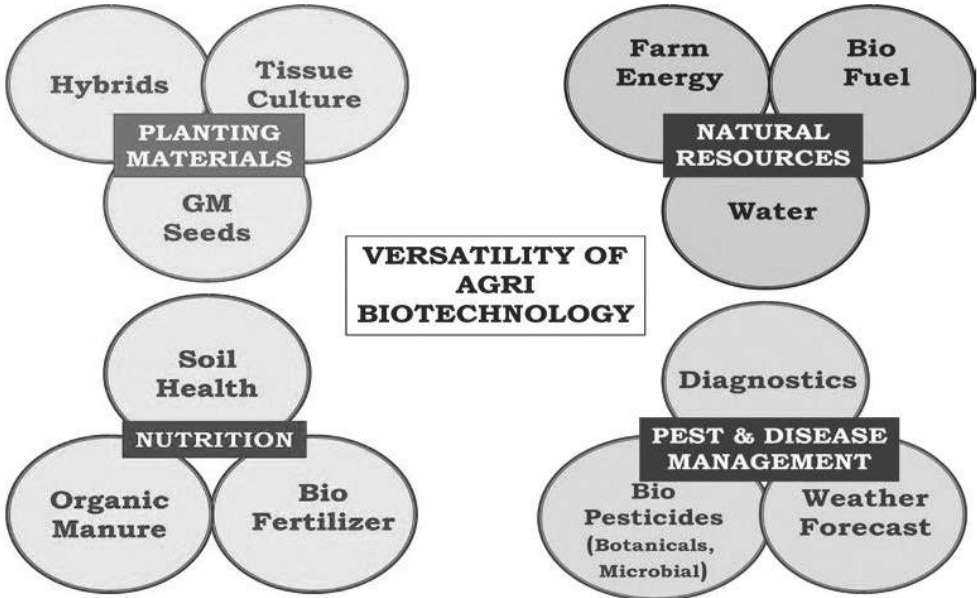 Hybrids
Tissue
Culture
PLANTING
MATERIALS
GM
Seeds
Farm
Energy
Bio
Fuel
NATURAL
RESOURCES
Water
VERSATILITY OF
AGRI
BIOTECHNOLOGY
Soil
Health
NUTRITION
Organic
Manure
Bio
Fertilizer
Diagnostics
PEST & DISEASE
MANAGEMENT
Bio
Pesticides
(Botanicals,
Microbial)
Weather
Forecast